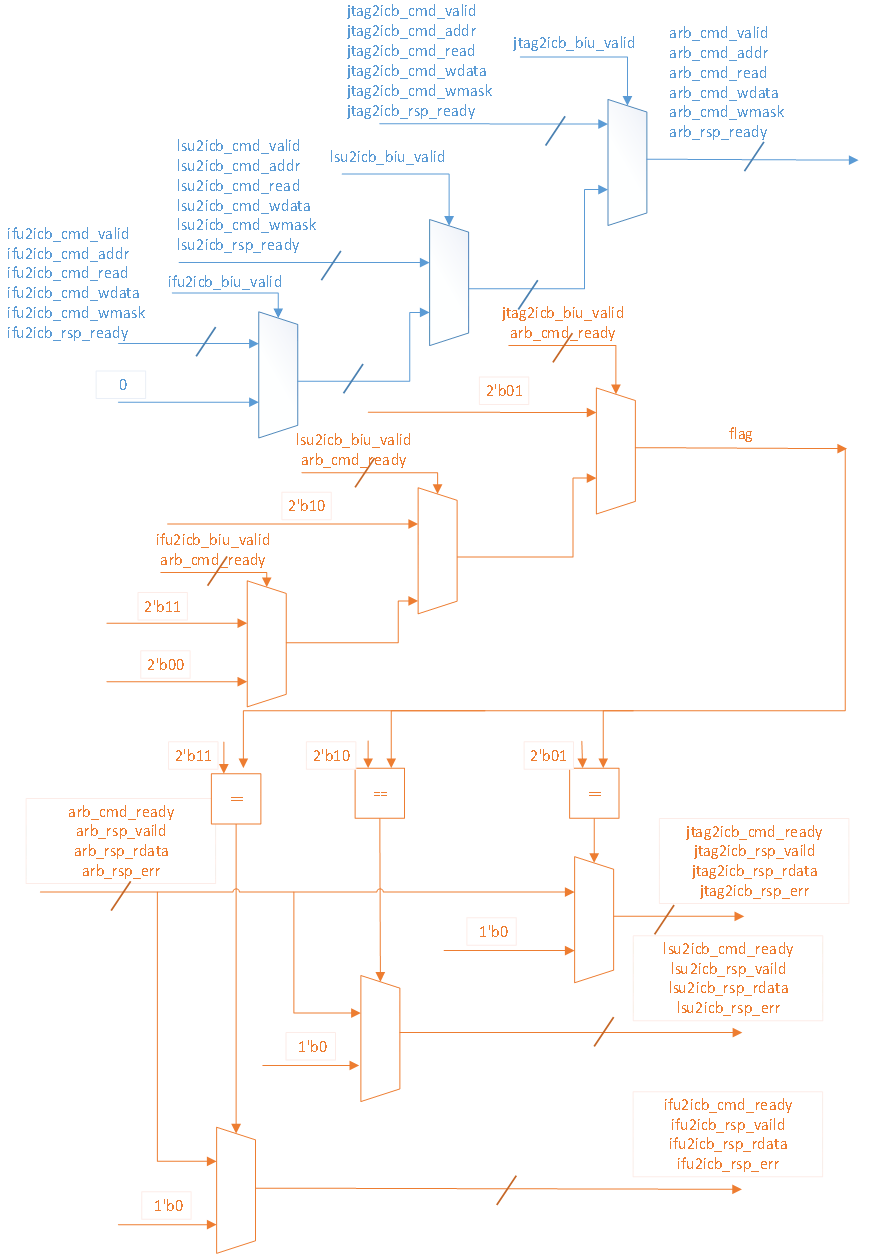 jtag2icb_cmd_valid
jtag2icb_cmd_addr
jtag2icb_cmd_read
jtag2icb_cmd_wdata
jtag2icb_cmd_wmask
jtag2icb_rsp_ready
jtag2icb_biu_valid
arb_cmd_valid
arb_cmd_addr
arb_cmd_read
arb_cmd_wdata
arb_cmd_wmask
arb_rsp_ready
lsu2icb_cmd_valid
lsu2icb_cmd_addr
lsu2icb_cmd_read
lsu2icb_cmd_wdata
lsu2icb_cmd_wmask
lsu2icb_rsp_ready
lsu2icb_biu_valid
ifu2icb_cmd_valid
ifu2icb_cmd_addr
ifu2icb_cmd_read
ifu2icb_cmd_wdata
ifu2icb_cmd_wmask
ifu2icb_rsp_ready
ifu2icb_biu_valid
0
jtag2icb_biu_valid
arb_cmd_ready
2'b01
flag
lsu2icb_biu_valid
arb_cmd_ready
2'b10
ifu2icb_biu_valid
arb_cmd_ready
2'b11
2'b00
2'b11
2'b10
2'b01
==
==
==
arb_cmd_ready
arb_rsp_vaild
arb_rsp_rdata
arb_rsp_err
jtag2icb_cmd_ready
jtag2icb_rsp_vaild
jtag2icb_rsp_rdata
jtag2icb_rsp_err
1'b0
lsu2icb_cmd_ready
lsu2icb_rsp_vaild
lsu2icb_rsp_rdata
lsu2icb_rsp_err
1'b0
ifu2icb_cmd_ready
ifu2icb_rsp_vaild
ifu2icb_rsp_rdata
ifu2icb_rsp_err
1'b0